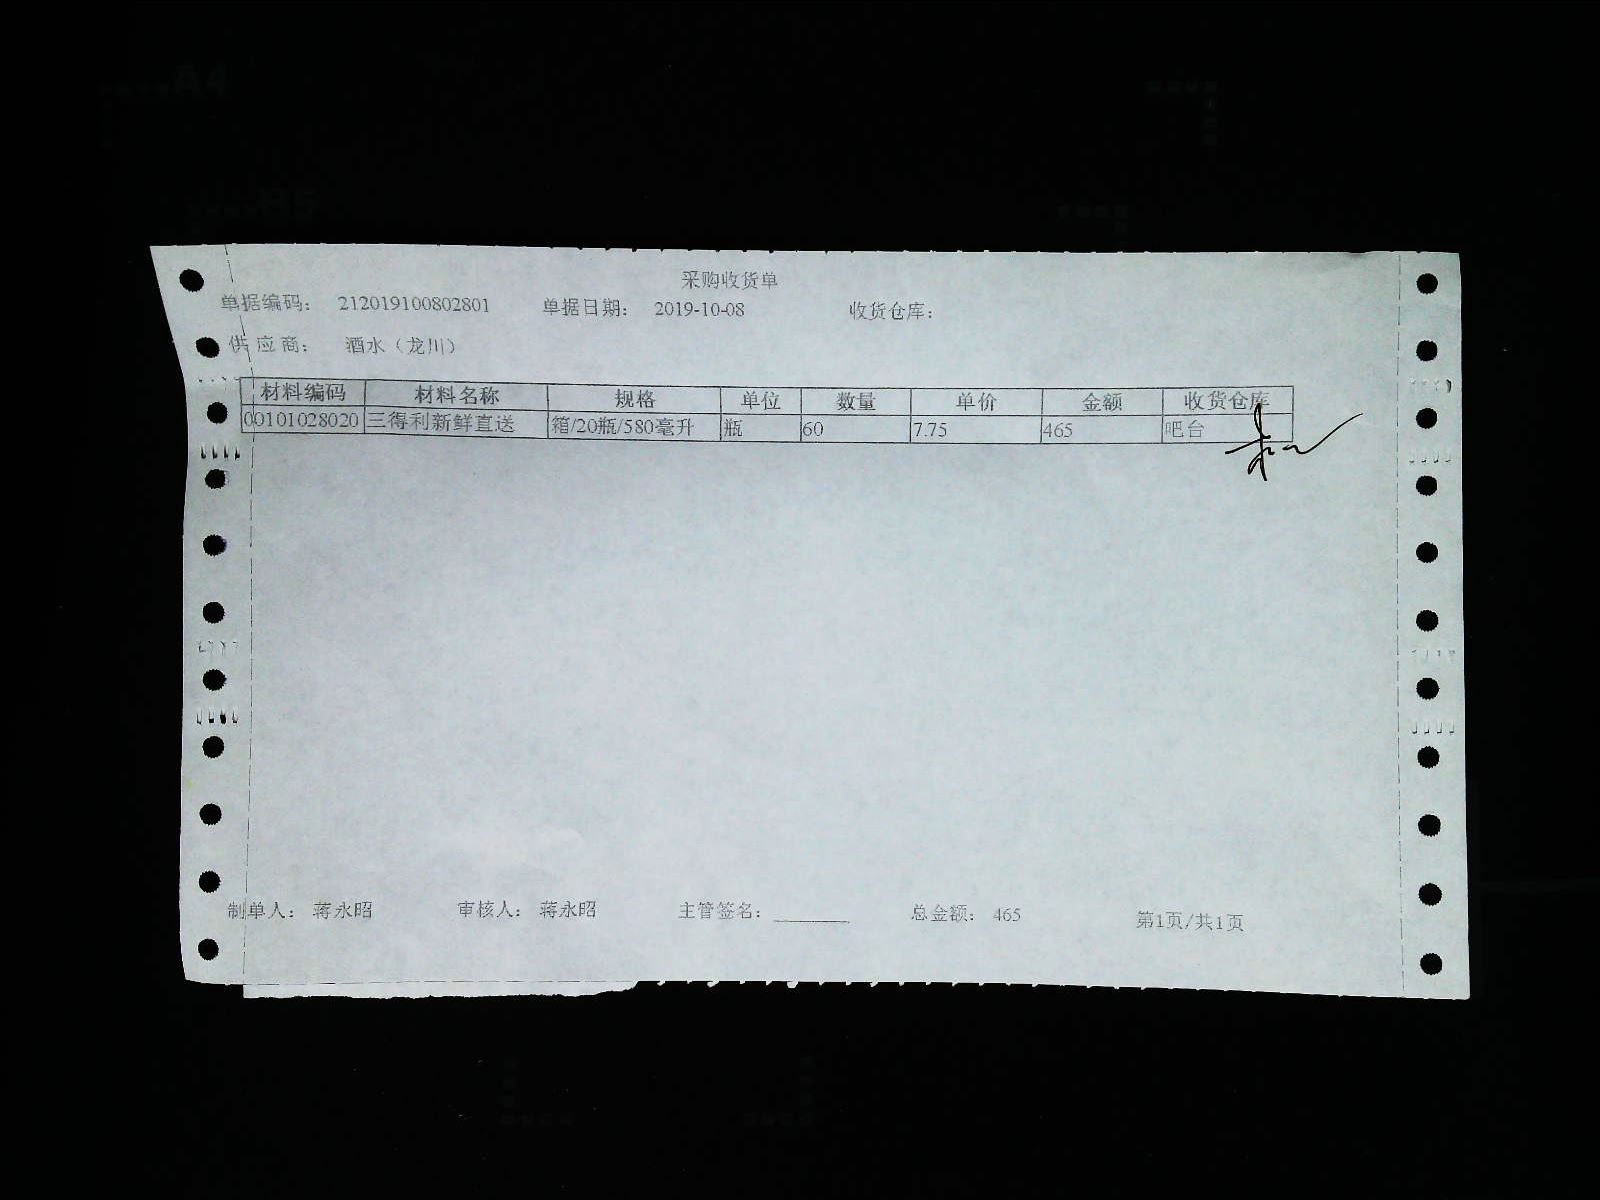 采购收货单
单据编码： 212019100802801 单据日期： 2019-10-08 收货仓库：
供应商： 酒水（龙川）
材料编码 材料名称 规格 单位 数量 单价 金额 收货仓库
00101028020 三得利新鲜直送 箱/20瓶/580毫升 瓶 60 7.75 465 吧台
制单人： 蒋永昭 审核人： 蒋永昭 主管签名： 总金额： 465 第1页/共1页